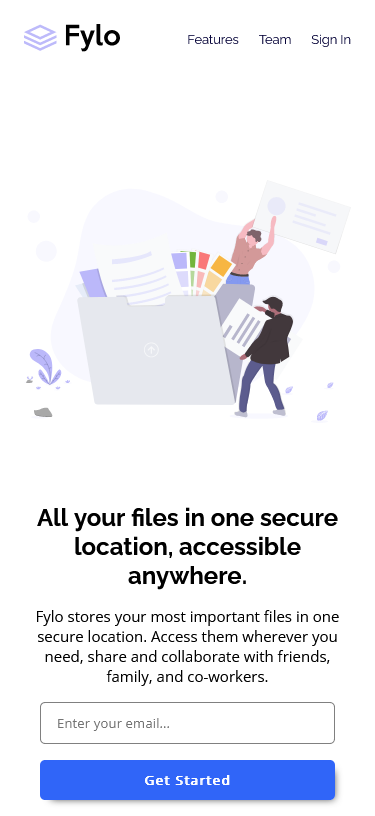 Fylo
Features Team Sign In
All your files in one secure
location, accessible
anywhere.
Fylo stores your most important files in one
secure location. Access them wherever you
need, share and collaborate with friends,
family, and co-workers.
Enter your email...
Get Started